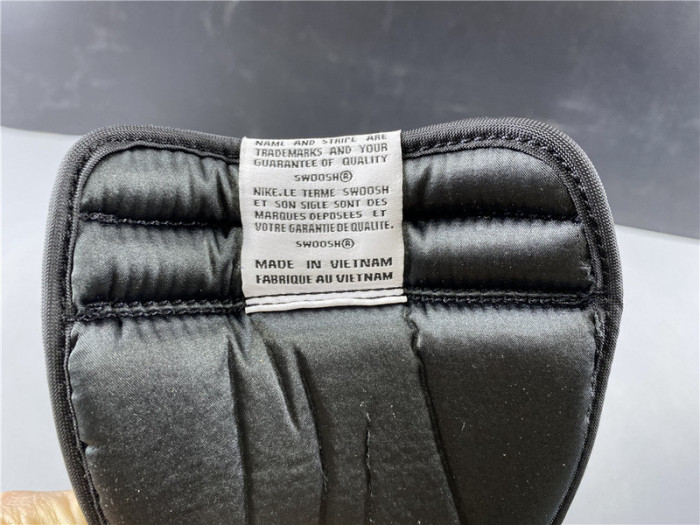 NAME AND STRIPE ARE
TRADEMARKS AND YOUR
GUARANTEE OF QUALITY
SWOOSH®
NIKE.LE TERME SWOOSH
ET SON SIGLE SONT DES
MARQUES DEPOSEES ET
VOTRE GARANTIE DE QUALITE.
SWOOSH®
MADE IN VIETNAM
FABRIQUE AU VIETNAM